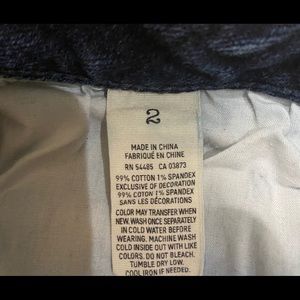 2
MADE IN CHINA
FABRIQUÉ EN CHINE
RN 54485 CA 03873
99% COTTON 1% SPANDEX
EXCLUSIVE OF DECORATION
99% COTTON 1% SPANDEX
SANS LES DÉCORATIONS
COLOR MAY TRANSFER WHEN
NEW. WASH ONCE SEPARATELY
IN COLD WATER BEFORE
WEARING. MACHINE WASH
COLD INSIDE OUT WITH LIKE
COLORS. DO NOT BLEACH.
TUMBLE DRY LOW.
COOL IRON IF NEEDED.